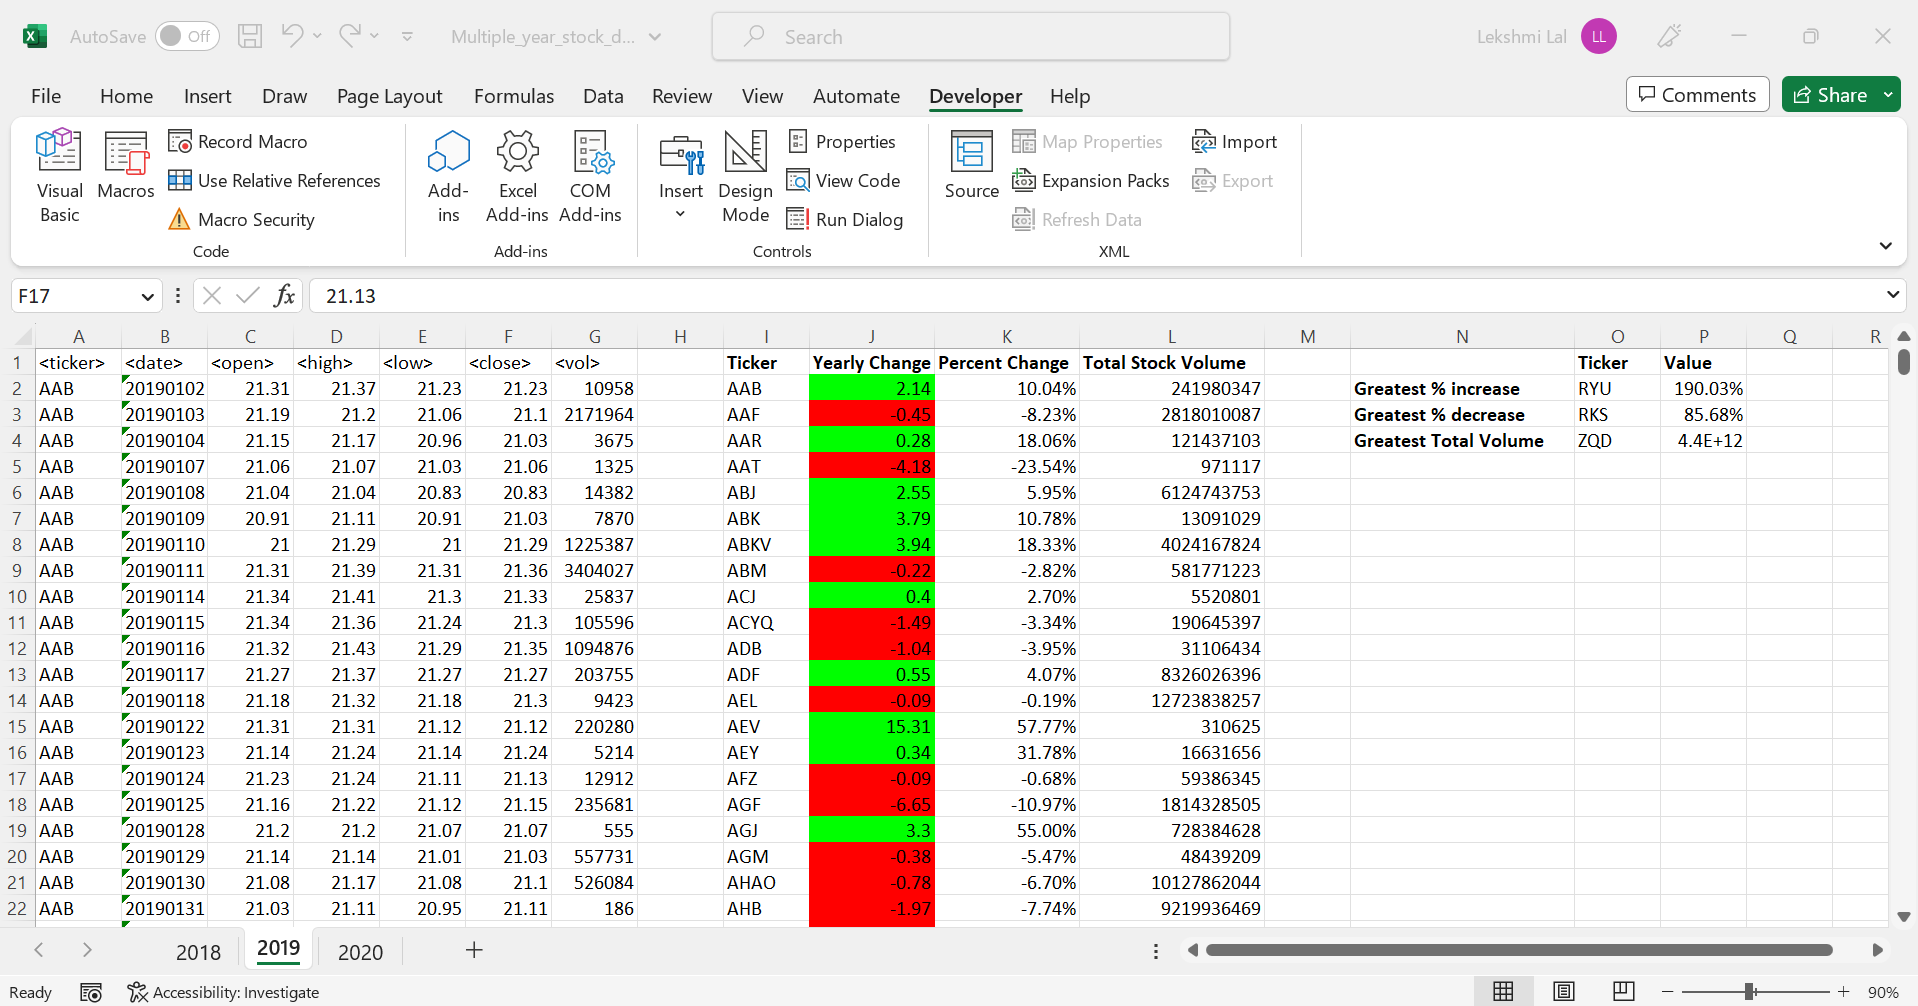 AutoSave Off Multiple_year_stock_d... Search Lekshmi Lal LL
File Home Insert Draw Page Layout Formulas Data Review View Automate Developer Help Comments Share
Visual Basic
Macros
Record Macro
Use Relative References
Macro Security
Code
Add-ins
Excel Add-ins
COM Add-ins
Add-ins
Insert
Design Mode
Properties
View Code
Run Dialog
Controls
Source
Map Properties
Expansion Packs
Refresh Data
Import
Export
XML
F17 fx 21.13
A B C D E F G H I J K L M N O P Q R
1 <ticker> <date> <open> <high> <low> <close> <vol> Ticker Yearly Change Percent Change Total Stock Volume Ticker Value
2 AAB 20190102 21.31 21.37 21.23 21.23 10958 AAB 2.14 10.04% 241980347 Greatest % increase RYU 190.03%
3 AAB 20190103 21.19 21.2 21.06 21.1 2171964 AAF -0.45 -8.23% 2818010087 Greatest % decrease RKS 85.68%
4 AAB 20190104 21.15 21.17 20.96 21.03 3675 AAR 0.28 18.06% 121437103 Greatest Total Volume ZQD 4.4E+12
5 AAB 20190107 21.06 21.07 21.03 21.06 1325 AAT -4.18 -23.54% 971117
6 AAB 20190108 21.04 21.04 20.83 20.83 14382 ABJ 2.55 5.95% 6124743753
7 AAB 20190109 20.91 21.11 20.91 21.03 7870 ABK 3.79 10.78% 13091029
8 AAB 20190110 21 21.29 21 21.29 1225387 ABKV 3.94 18.33% 4024167824
9 AAB 20190111 21.31 21.39 21.31 21.36 3404027 ABM -0.22 -2.82% 581771223
10 AAB 20190114 21.34 21.41 21.3 21.33 25837 ACJ 0.4 2.70% 5520801
11 AAB 20190115 21.34 21.36 21.24 21.3 105596 ACYQ -1.49 -3.34% 190645397
12 AAB 20190116 21.32 21.43 21.29 21.35 1094876 ADB -1.04 -3.95% 31106434
13 AAB 20190117 21.27 21.37 21.27 21.27 203755 ADF 0.55 4.07% 8326026396
14 AAB 20190118 21.18 21.32 21.18 21.3 9423 AEL -0.09 -0.19% 12723838257
15 AAB 20190122 21.31 21.31 21.12 21.12 220280 AEV 15.31 57.77% 310625
16 AAB 20190123 21.14 21.24 21.14 21.24 5214 AEY 0.34 31.78% 16631656
17 AAB 20190124 21.23 21.24 21.11 21.13 12912 AFZ -0.09 -0.68% 59386345
18 AAB 20190125 21.16 21.22 21.12 21.15 235681 AGF -6.65 -10.97% 1814328505
19 AAB 20190128 21.2 21.2 21.07 21.07 555 AGJ 3.3 55.00% 728384628
20 AAB 20190129 21.14 21.14 21.01 21.03 557731 AGM -0.38 -5.47% 48439209
21 AAB 20190130 21.08 21.17 21.08 21.1 526084 AHAO -0.78 -6.70% 10127862044
22 AAB 20190131 21.03 21.11 20.95 21.11 186 AHB -1.97 -7.74% 9219936469
2018 2019 2020
Ready Accessibility: Investigate 90%